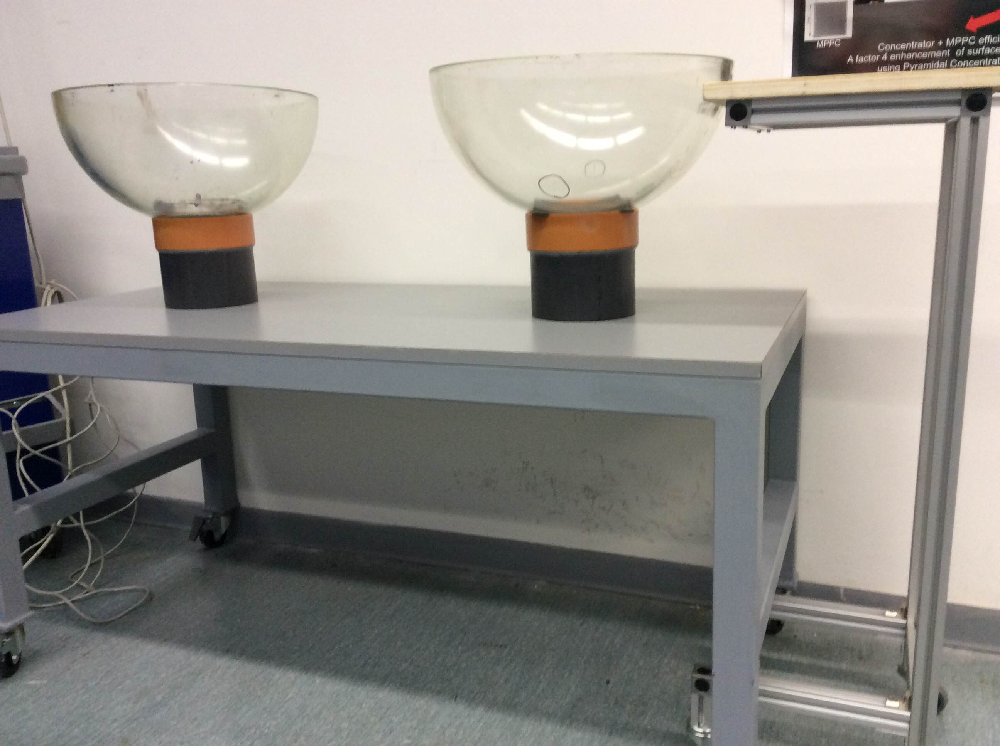 MPPC
Concentrator + MPPC effici
A factor 4 enhancement of surface
using Pyramidal Concentrat